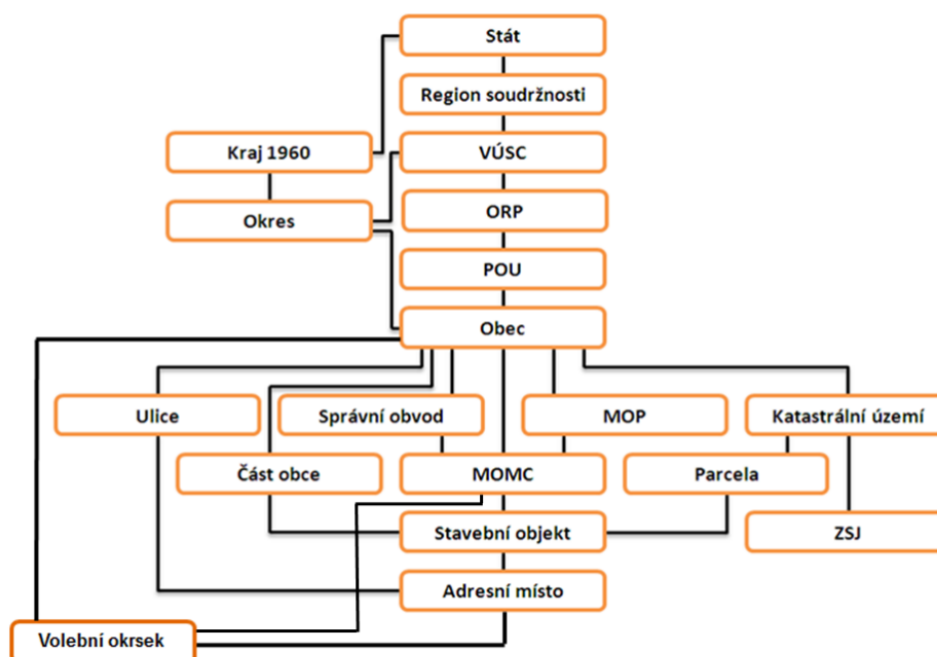 Stát
Region soudržnosti
Kraj 1960
VÚSC
Okres
ORP
POU
Obec
Ulice
Správní obvod
MOP
Katastrální území
Část obce
MOMC
Parcela
Stavební objekt
ZSJ
Adresní místo
Volební okrsek